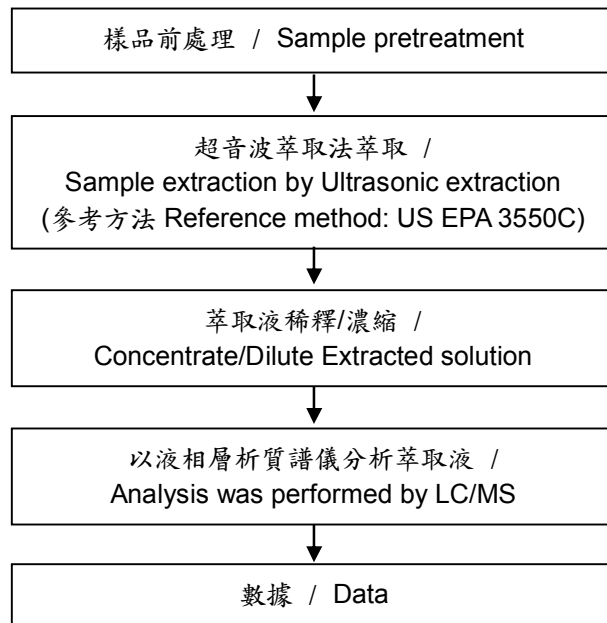 樣品前處理 / Sample pretreatment
超音波萃取法萃取 /
Sample extraction by Ultrasonic extraction
(參考方法 Reference method: US EPA 3550C)
萃取液稀釋/濃縮 /
Concentrate/Dilute Extracted solution
以液相層析質譜儀分析萃取液 /
Analysis was performed by LC/MS
數據 / Data